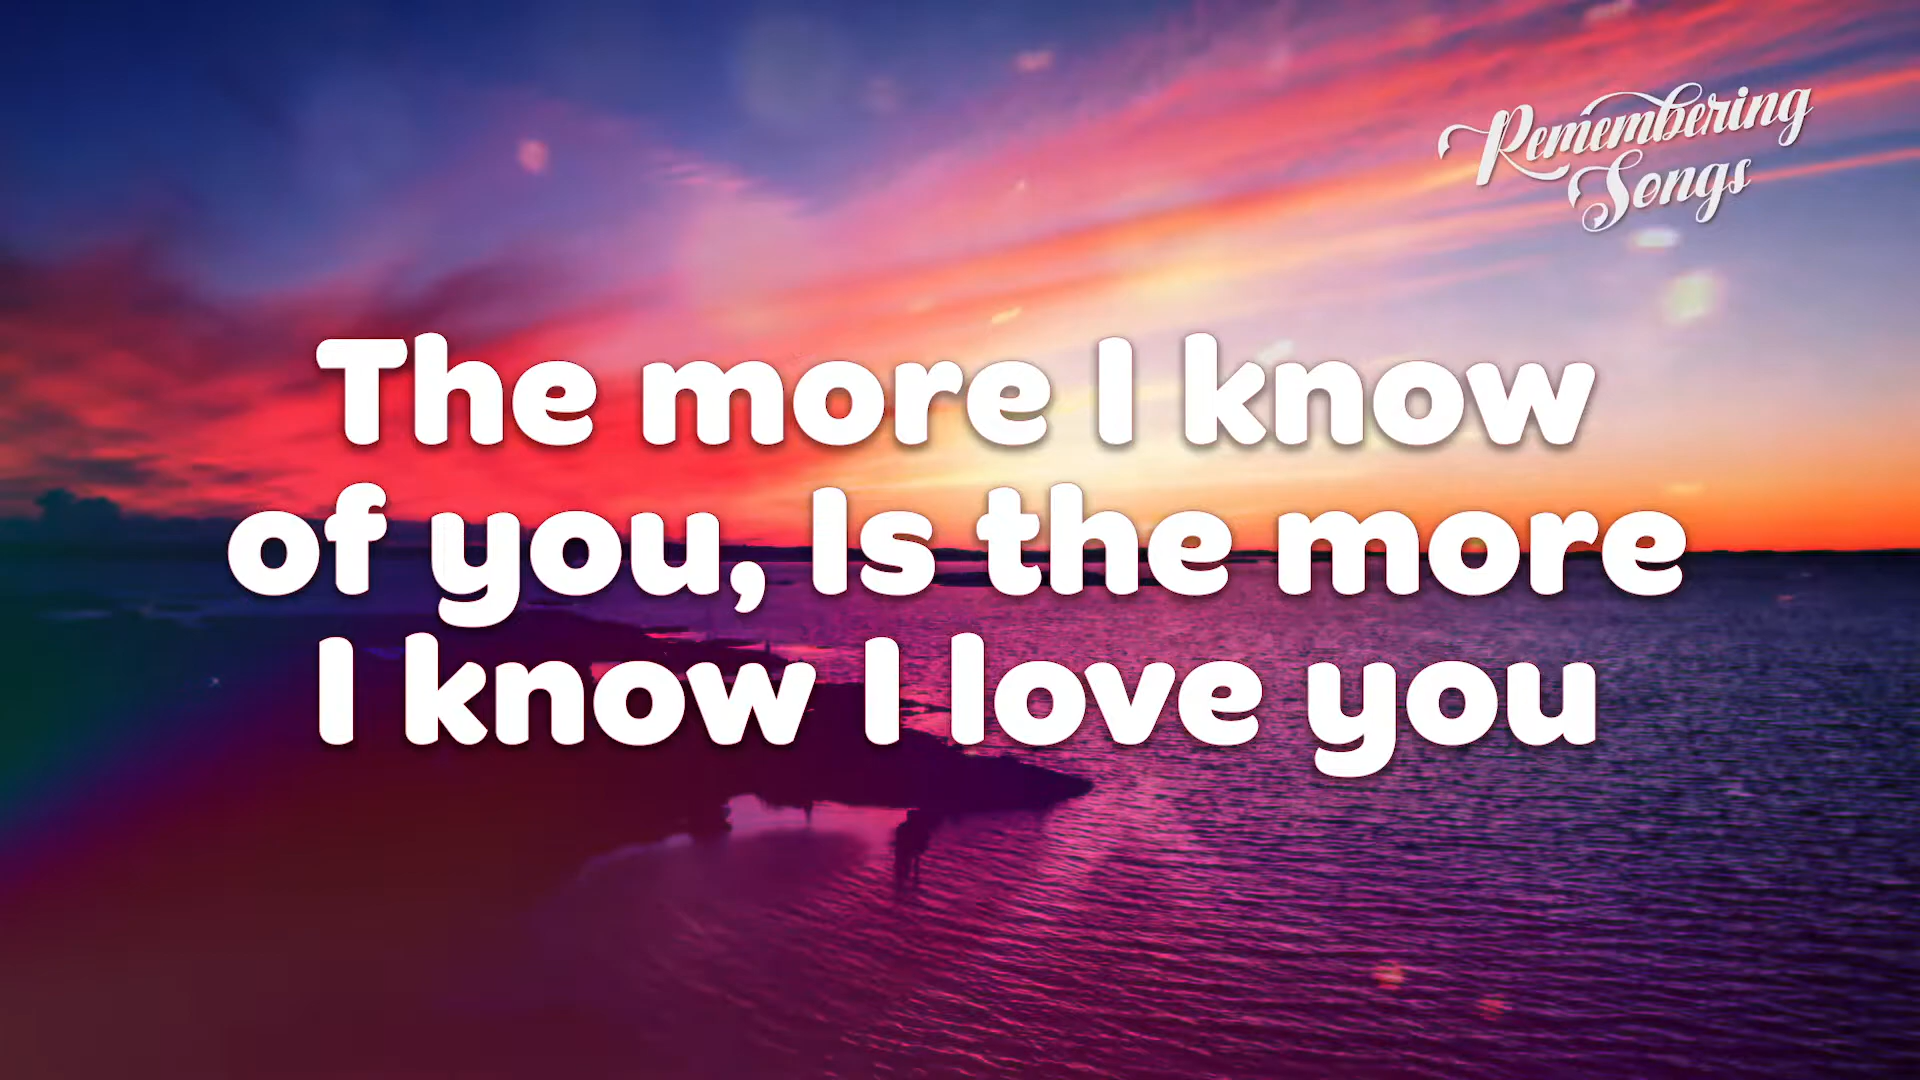 Remembering
Songs
The more I know
of you, Is the more
I know I love you